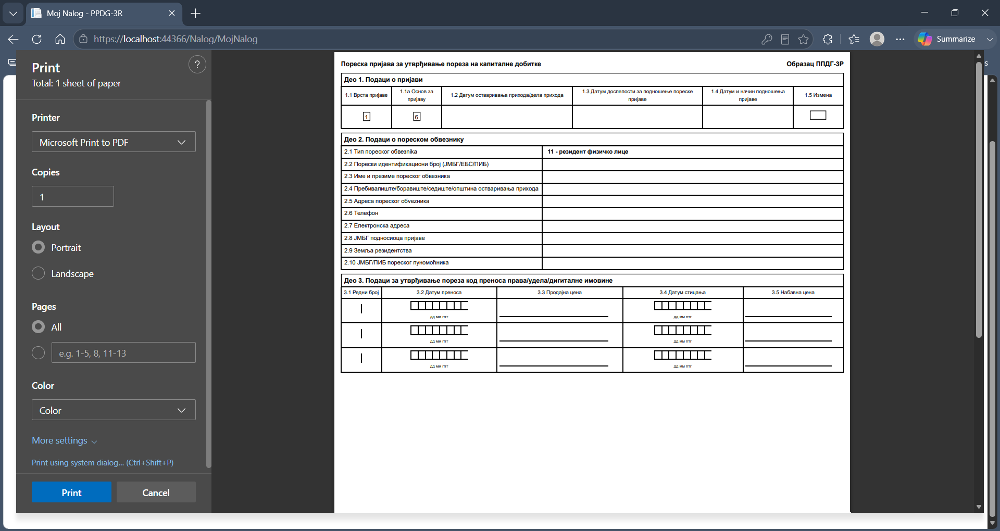 Moj Nalog - PPDG-3R
https://localhost:44366/Nalog/MojNalog
Summarize
Print
?
Total: 1 sheet of paper
Printer
Microsoft Print to PDF
Copies
1
Layout
Portrait
Landscape
Pages
All
e.g. 1-5, 8, 11-13
Color
Color
More settings
Print using system dialog... (Ctrl+Shift+P)
Print
Cancel
Пореска пријава за утврђивање пореза на капиталне добитке
Образац ППДГ-3Р
Део 1. Подаци о пријави
1.1 Врста пријаве
1.1а Основ за
пријаву
1.2 Датум остваривања прихода/дела прихода
1.3 Датум доспелости за подношење пореске
пријаве
1.4 Датум и начин подношења
пријаве
1.5 Измена
1
6
Део 2. Подаци о пореском обвезнику
2.1 Тип пореског обвезnika
11 - резидент физичко лице
2.2 Порески идентификациони број (ЈМБГ/ЕБС/ПИБ)
2.3 Име и презиме пореског обвезника
2.4 Пребивалиште/боравиште/седиште/општина остваривања прихода
2.5 Адреса пореског обvezника
2.6 Телефон
2.7 Електронска адреса
2.8 ЈМБГ подносиоца пријаве
2.9 Земља резидентства
2.10 ЈМБГ/ПИБ пореског пуномоћника
Део 3. Подаци за утврђивање пореза код преноса права/удела/дигиталне имовине
3.1 Редни број
3.2 Датум преноса
3.3 Продајна цена
3.4 Датум стицања
3.5 Набавна цена
дд мм гггг
дд мм гггг
дд мм гггг
дд мм гггг
дд мм гггг
дд мм гггг